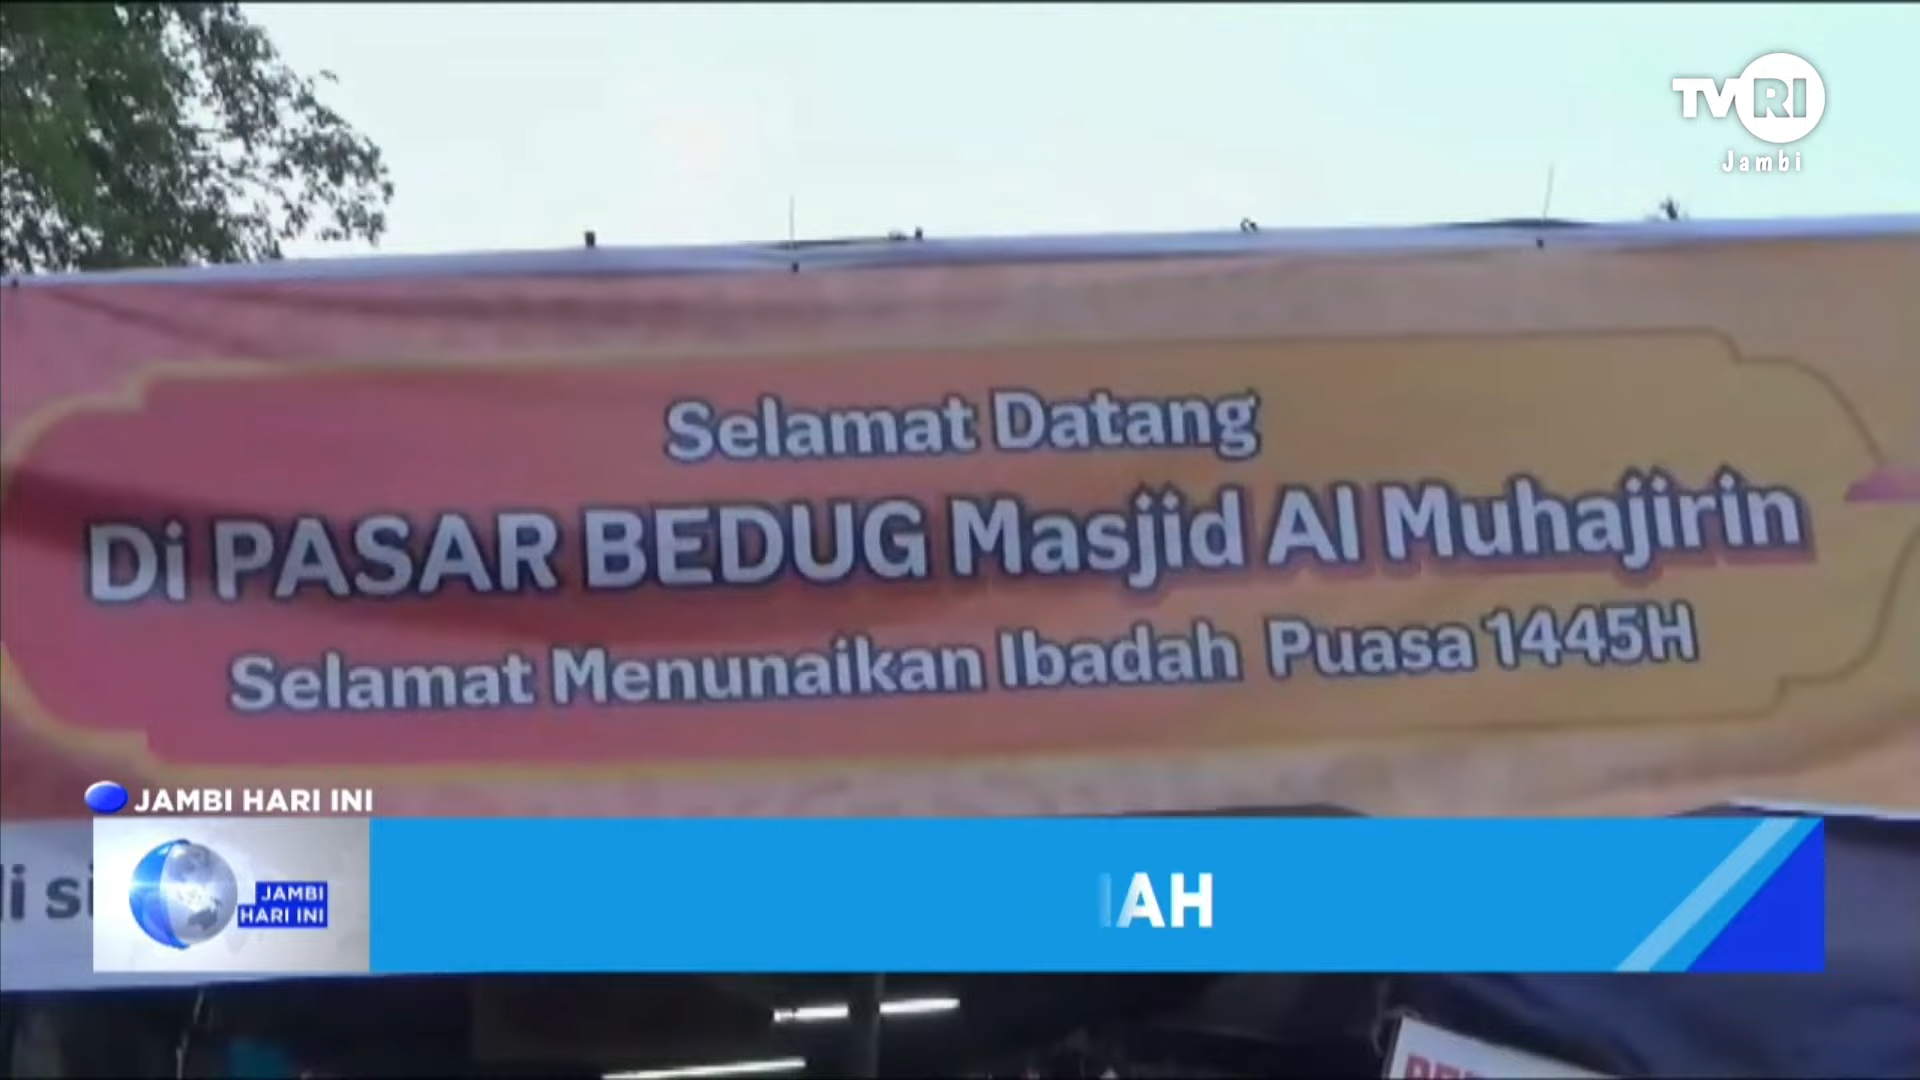 TVRI
Jambi
Selamat Datang
Di PASAR BEDUG Masjid Al Muhajirin
Selamat Menunaikan Ibadah Puasa 1445H
JAMBI HARI INI
JAMBI
HARI INI
AH